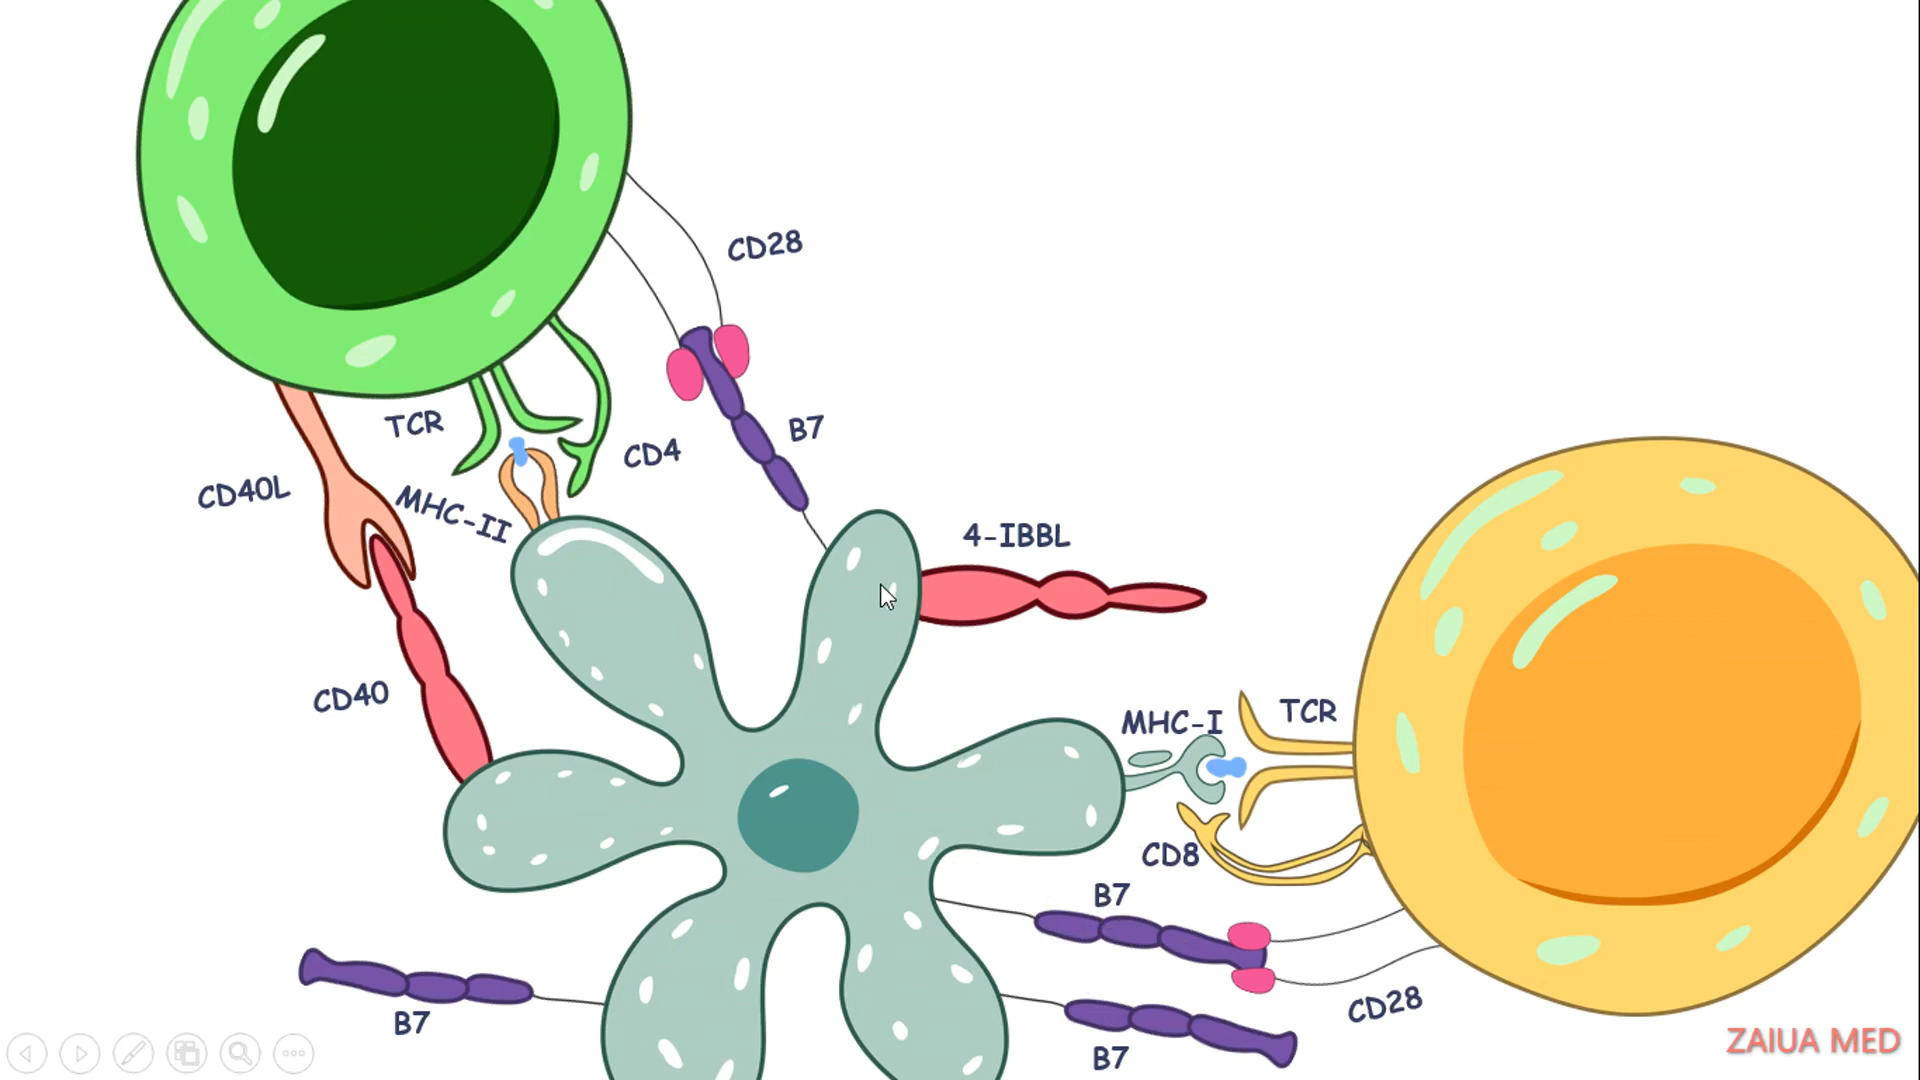 CD28
TCR
CD4
B7
CD40L
MHC-II
4-IBBL
CD40
MHC-I
TCR
CD8
B7
CD28
B7
B7
ZAIUA MED